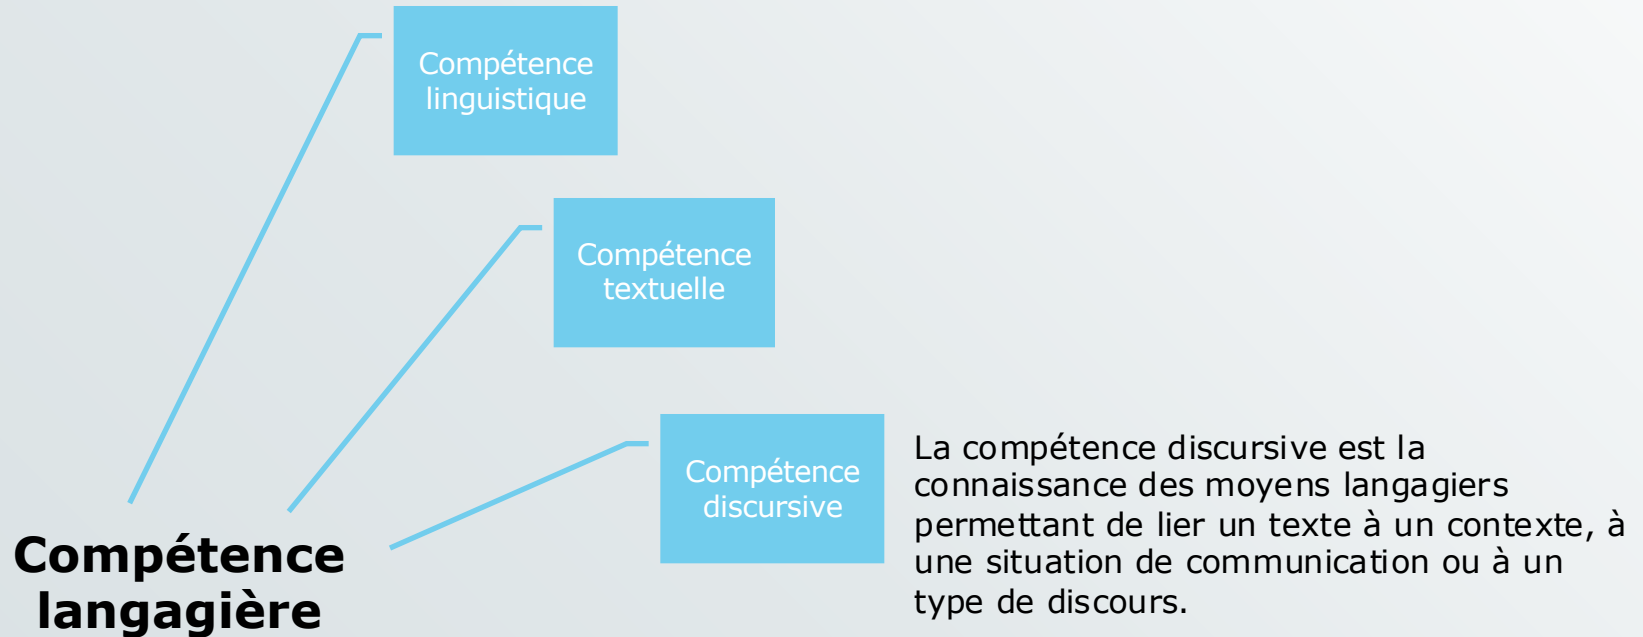 Compétence
linguistique
Compétence
textuelle
Compétence
discursive
La compétence discursive est la
connaissance des moyens langagiers
permettant de lier un texte à un contexte, à
une situation de communication ou à un
type de discours.
Compétence
langagière